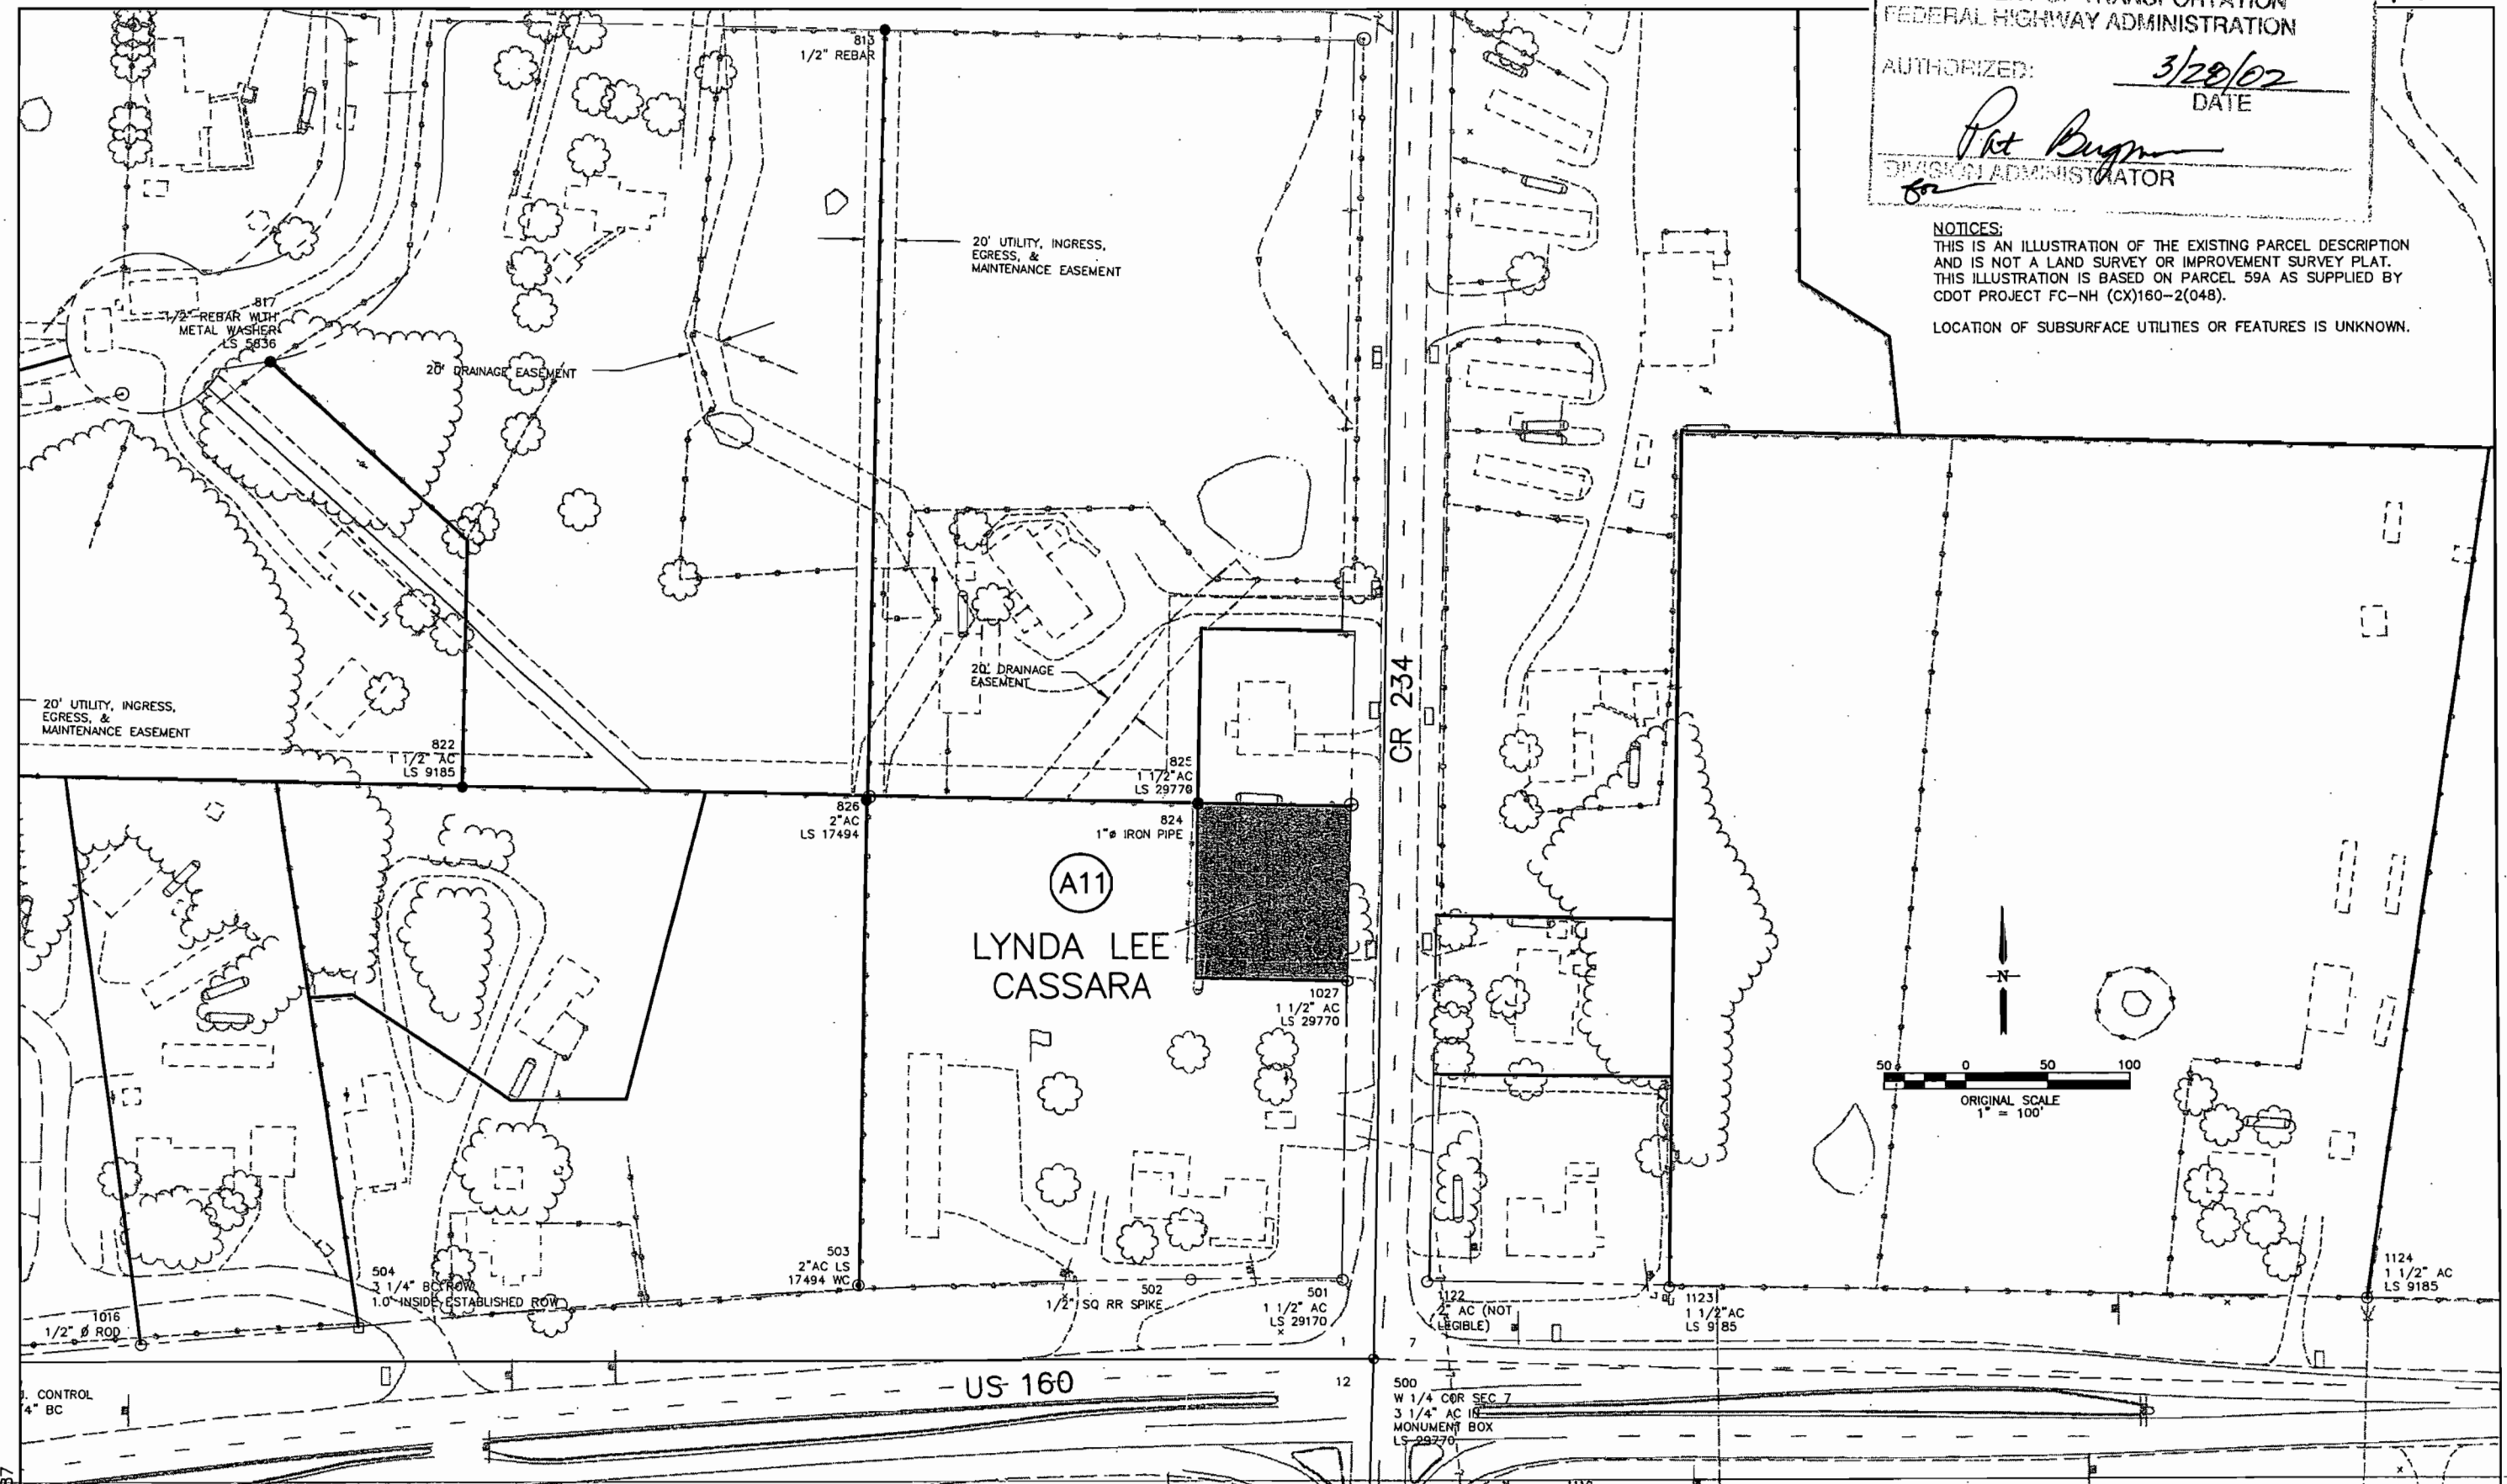 TRANSPORTATION
FEDERAL HIGHWAY ADMINISTRATION
AUTHORIZED:
3/28/02
DATE
DIVISION ADMINISTRATOR
for
NOTICES:
THIS IS AN ILLUSTRATION OF THE EXISTING PARCEL DESCRIPTION
AND IS NOT A LAND SURVEY OR IMPROVEMENT SURVEY PLAT.
THIS ILLUSTRATION IS BASED ON PARCEL 59A AS SUPPLIED BY
CDOT PROJECT FC-NH (CX)160-2(048).
LOCATION OF SUBSURFACE UTILITIES OR FEATURES IS UNKNOWN.
813
1/2" REBAR
20' UTILITY, INGRESS,
EGRESS, &
MAINTENANCE EASEMENT
817
1/2" REBAR WITH
METAL WASHER
LS 5836
20' DRAINAGE EASEMENT
20' DRAINAGE
EASEMENT
CR 234
20' UTILITY, INGRESS,
EGRESS, &
MAINTENANCE EASEMENT
822
1 1/2" AC
LS 9185
825
1 1/2"AC
LS 29770
826
2"AC
LS 17494
824
1"ø IRON PIPE
A11
LYNDA LEE
CASSARA
1027
1 1/2" AC
LS 29770
N
50 0 50 100
ORIGINAL SCALE
1" = 100'
503
2"AC LS
17494 WC
504
3 1/4" BC ROW
1.0' INSIDE ESTABLISHED ROW
502
1/2" SQ RR SPIKE
501
1 1/2" AC
LS 29170
1122
2" AC (NOT
LEGIBLE)
1123
1 1/2"AC
LS 9185
1124
1 1/2" AC
LS 9185
1016
1/2" Ø ROD
1 7
12
US 160
500
W 1/4 COR SEC 7
3 1/4" AC IN
MONUMENT BOX
LS 29770
CONTROL
4" BC
37